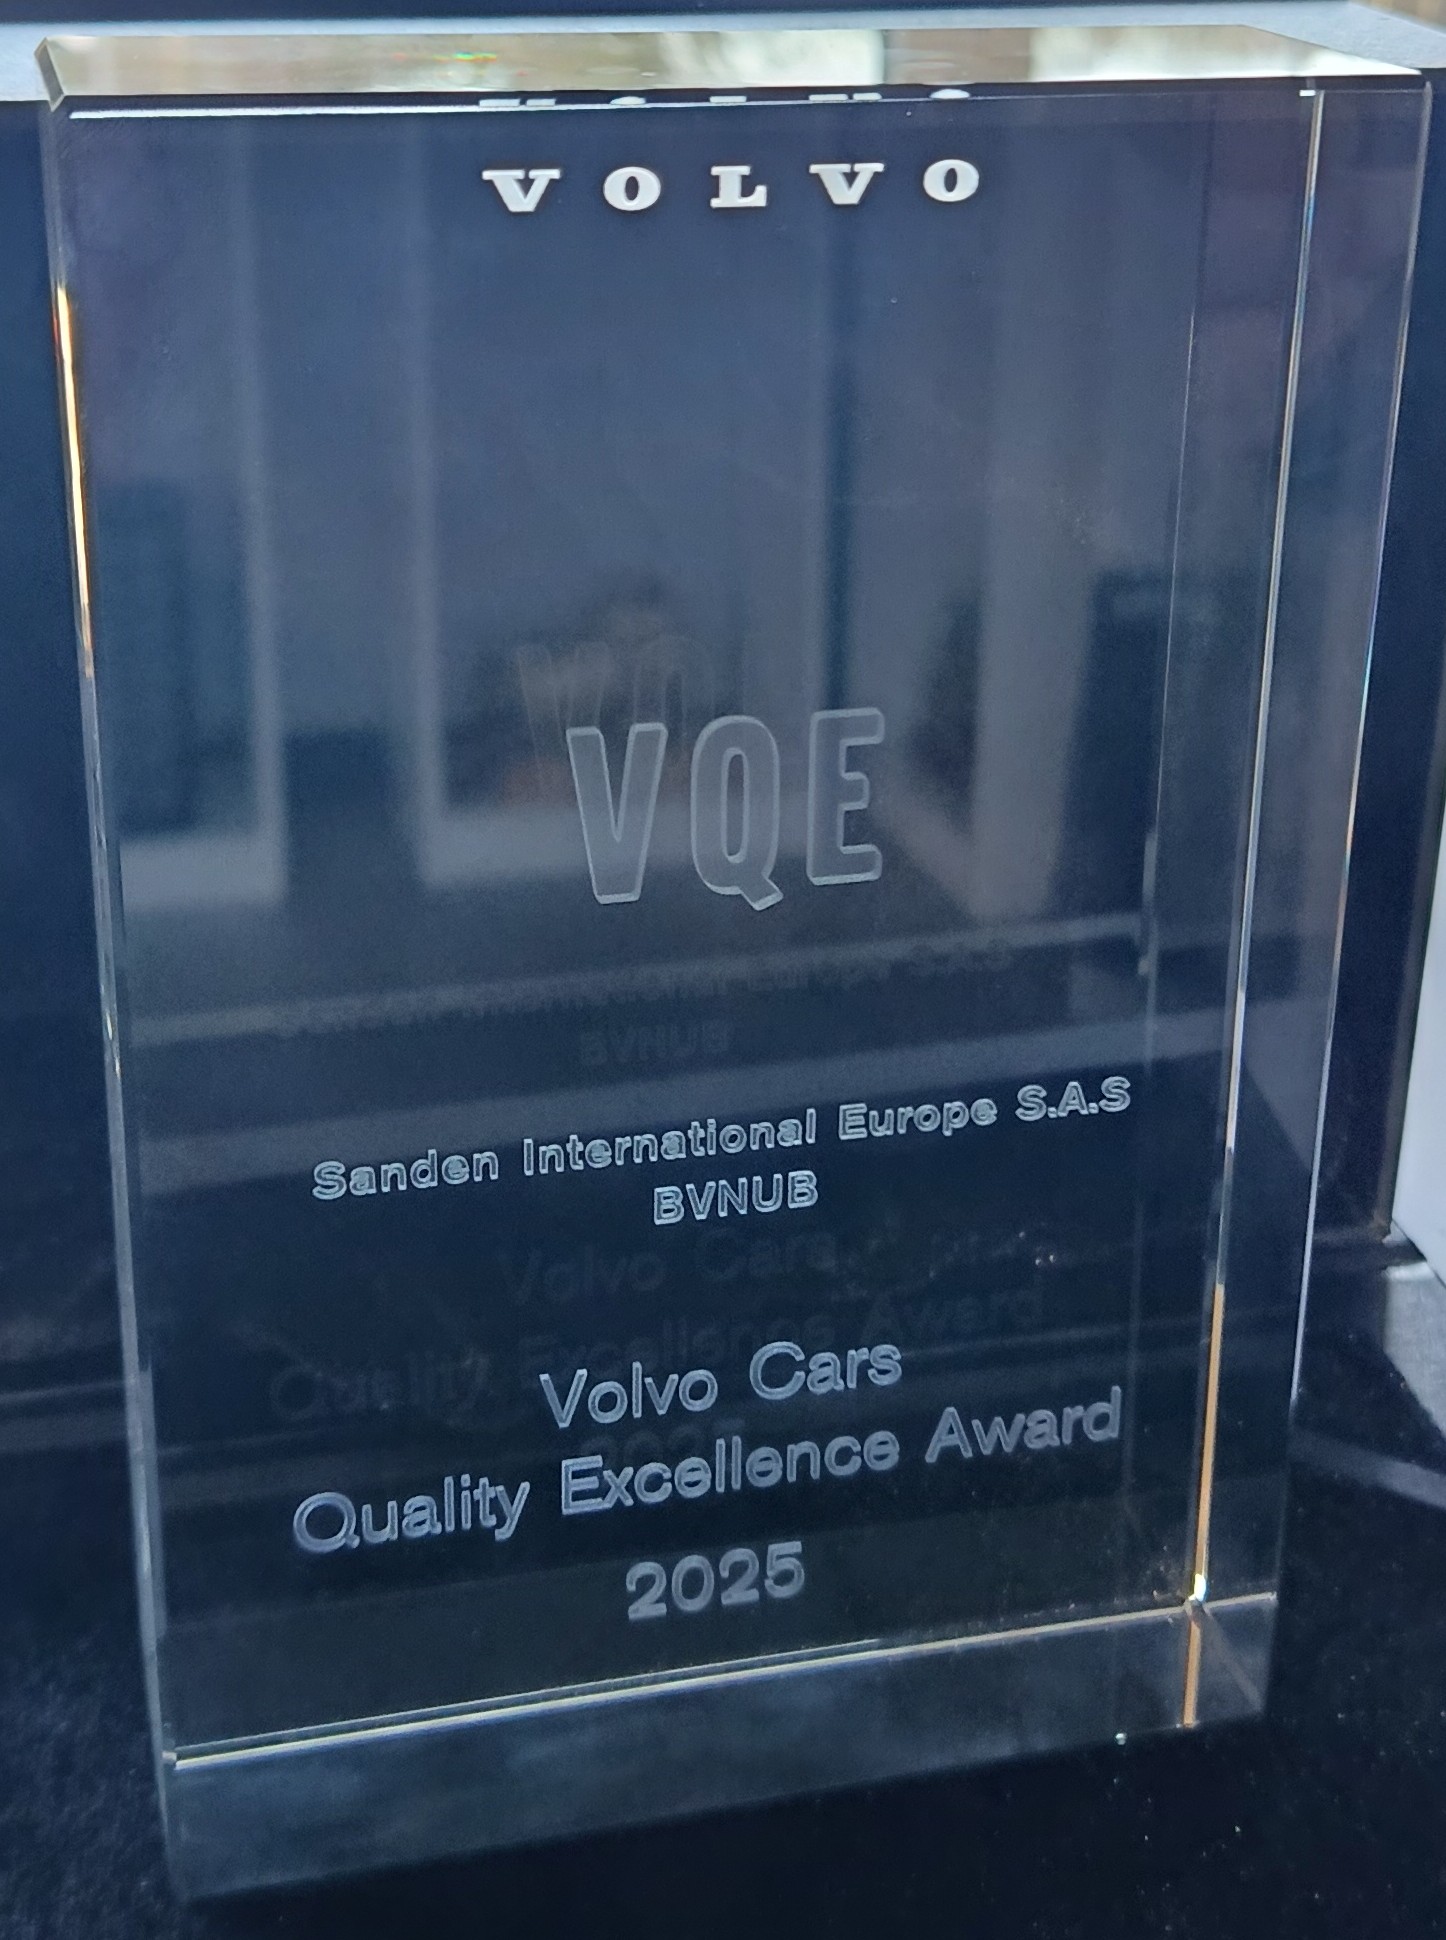 VOLVO
VQE
Sanden International Europe S.A.S
BVNUB
Volvo Cars
Quality Excellence Award
2025